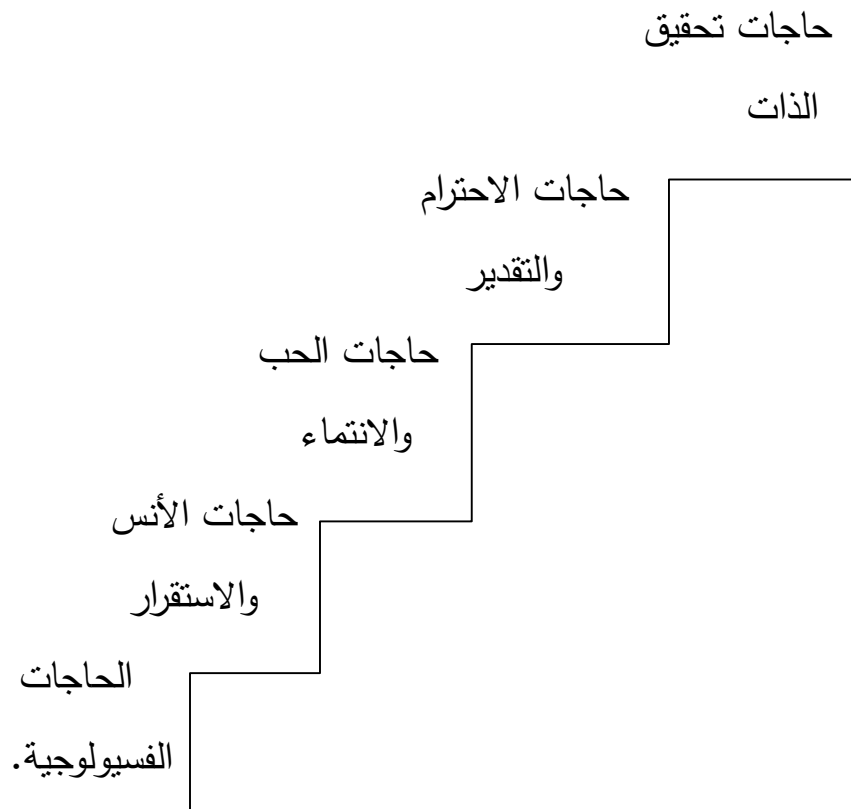 حاجات تحقيق
الذات
حاجات الاحترام
والتقدير
حاجات الحب
والانتماء
حاجات الأنس
والاستقرار
الحاجات
الفسيولوجية.